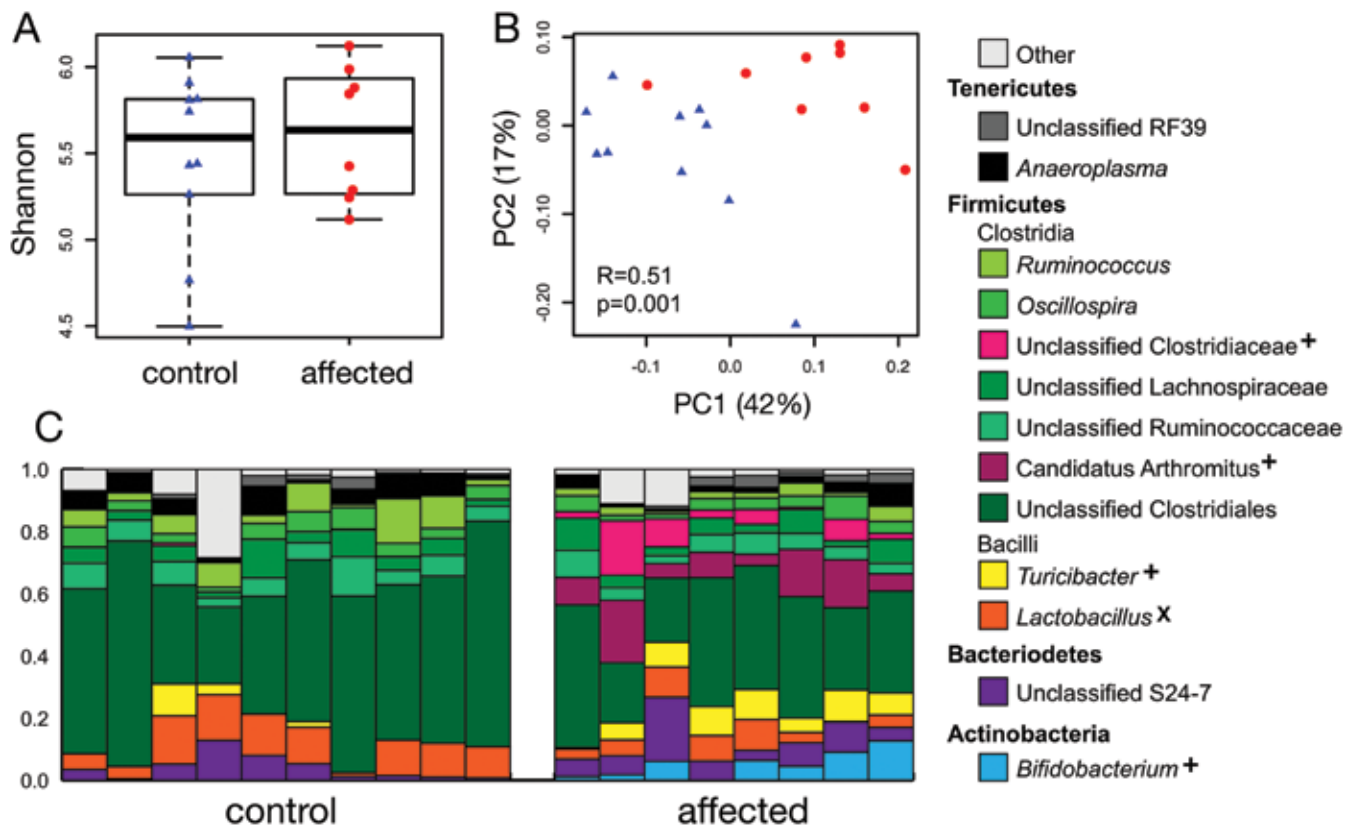 A
Shannon
6.0
5.5
5.0
4.5
control
affected
B
PC2 (17%)
0.10
0.00
-0.10
-0.20
R=0.51
p=0.001
-0.1
0.0
0.1
0.2
PC1 (42%)
Other
Tenericutes
Unclassified RF39
Anaeroplasma
Firmicutes
Clostridia
Ruminococcus
Oscillospira
Unclassified Clostridiaceae+
Unclassified Lachnospiraceae
Unclassified Ruminococcaceae
Candidatus Arthromitus+
Unclassified Clostridiales
Bacilli
Turicibacter +
Lactobacillus X
Bacteriodetes
Unclassified S24-7
Actinobacteria
Bifidobacterium +
C
1.0
0.8
0.6
0.4
0.2
0.0
control
affected